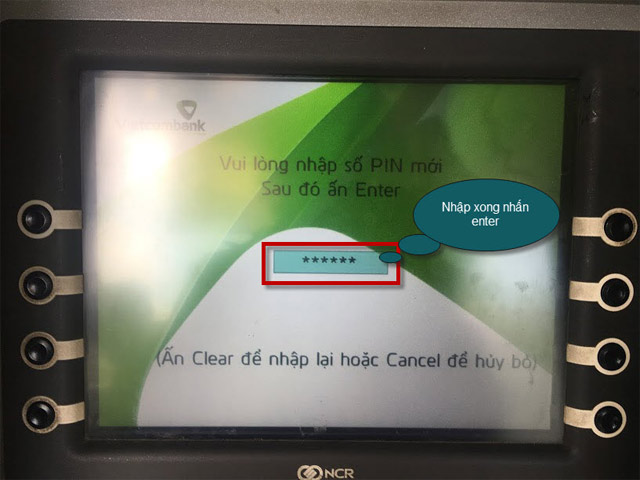 Vietcombank
Vui lòng nhập số PIN mới
Sau đó ấn Enter
Nhập xong nhấn
enter
******
(Ấn Clear để nhập lại hoặc Cancel để hủy bỏ)
NCR